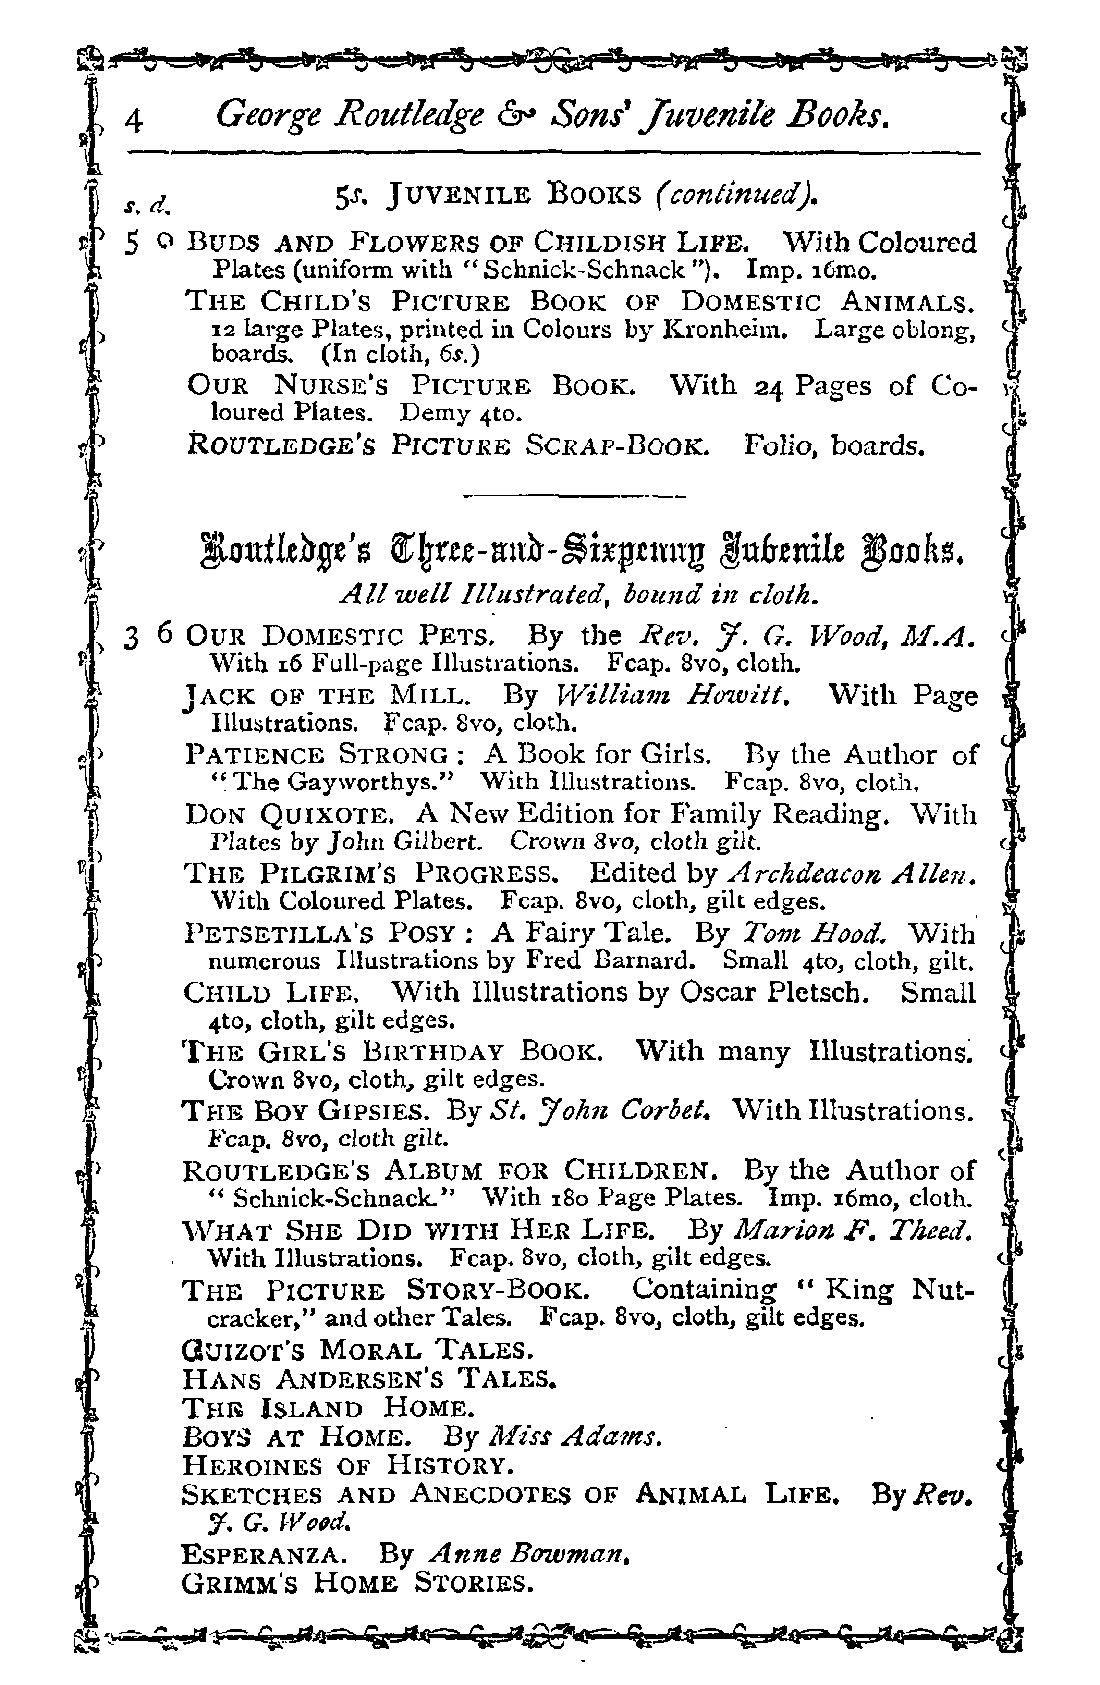 4 George Routledge & Sons' Juvenile Books.
s. d. 5s. JUVENILE BOOKS (continued).
5 0 BUDS AND FLOWERS OF CHILDISH LIFE. With Coloured
Plates (uniform with "Schnick-Schnack"). Imp. 16mo.
THE CHILD'S PICTURE BOOK OF DOMESTIC ANIMALS.
12 large Plates, printed in Colours by Kronheim. Large oblong,
boards. (In cloth, 6s.)
OUR NURSE'S PICTURE BOOK. With 24 Pages of Co-
loured Plates. Demy 4to.
ROUTLEDGE'S PICTURE SCRAP-BOOK. Folio, boards.
Routledge's Three-and-Sixpenny Juvenile Books.
All well Illustrated, bound in cloth.
3 6 OUR DOMESTIC PETS. By the Rev. J. G. Wood, M.A.
With 16 Full-page Illustrations. Fcap. 8vo, cloth.
JACK OF THE MILL. By William Howitt. With Page
Illustrations. Fcap. 8vo, cloth.
PATIENCE STRONG: A Book for Girls. By the Author of
"The Gayworthys." With Illustrations. Fcap. 8vo, cloth.
DON QUIXOTE. A New Edition for Family Reading. With
Plates by John Gilbert. Crown 8vo, cloth gilt.
THE PILGRIM'S PROGRESS. Edited by Archdeacon Allen.
With Coloured Plates. Fcap. 8vo, cloth, gilt edges.
PETSETILLA'S POSY: A Fairy Tale. By Tom Hood. With
numerous Illustrations by Fred Barnard. Small 4to, cloth, gilt.
CHILD LIFE. With Illustrations by Oscar Pletsch. Small
4to, cloth, gilt edges.
THE GIRL'S BIRTHDAY BOOK. With many Illustrations.
Crown 8vo, cloth, gilt edges.
THE BOY GIPSIES. By St. John Corbet. With Illustrations.
Fcap. 8vo, cloth gilt.
ROUTLEDGE'S ALBUM FOR CHILDREN. By the Author of
"Schnick-Schnack." With 180 Page Plates. Imp. 16mo, cloth.
WHAT SHE DID WITH HER LIFE. By Marion F. Theed.
With Illustrations. Fcap. 8vo, cloth, gilt edges.
THE PICTURE STORY-BOOK. Containing "King Nut-
cracker," and other Tales. Fcap. 8vo, cloth, gilt edges.
GUIZOT'S MORAL TALES.
HANS ANDERSEN'S TALES.
THE ISLAND HOME.
BOYS AT HOME. By Miss Adams.
HEROINES OF HISTORY.
SKETCHES AND ANECDOTES OF ANIMAL LIFE. By Rev.
J. G. Wood.
ESPERANZA. By Anne Bowman.
GRIMM'S HOME STORIES.